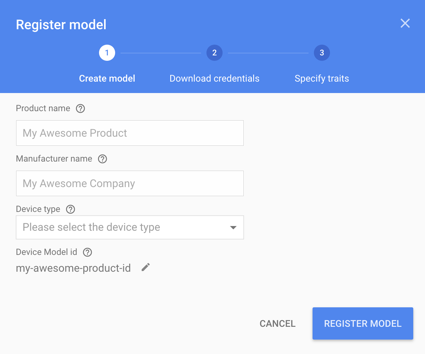 Register model
1
2
3
Create model
Download credentials
Specify traits
Product name
My Awesome Product
Manufacturer name
My Awesome Company
Device type
Please select the device type
Device Model id
my-awesome-product-id
CANCEL
REGISTER MODEL